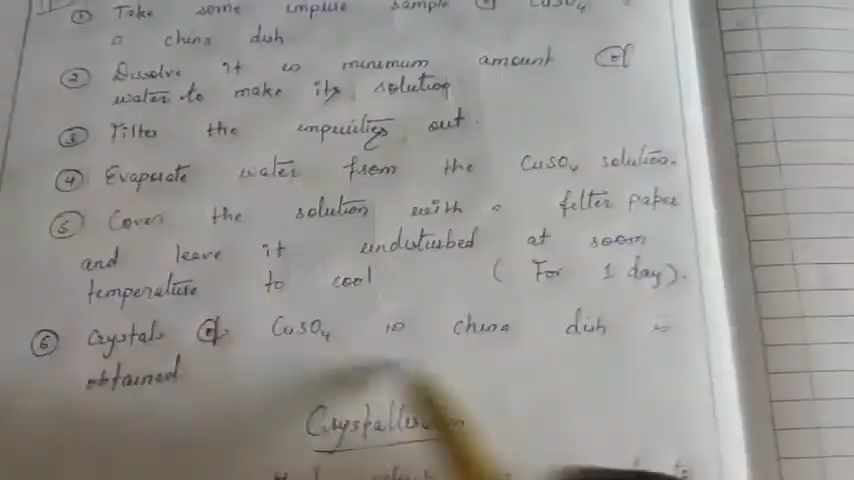 ① Take some impure sample of CuSO4
a china dish
② Dissolve it in minimum amount of
water to make its solution
③ Filter the impurities out.
④ Evaporate water from the CuSO4 solution.
⑤ Cover the solution with a filter paper
and leave it undisturbed at room
temperature to cool ( For 1 day).
⑥ Crystals of CuSO4 in china dish is
obtained